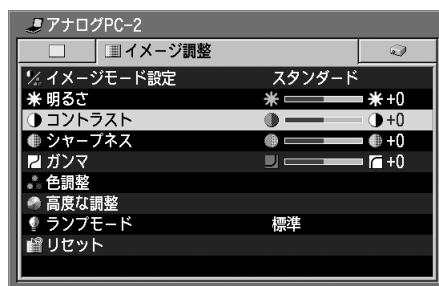 アナログPC-2
イメージ調整
イメージモード設定 スタンダード
明るさ +0
コントラスト +0
シャープネス +0
ガンマ +0
色調整
高度な調整
ランプモード 標準
リセット